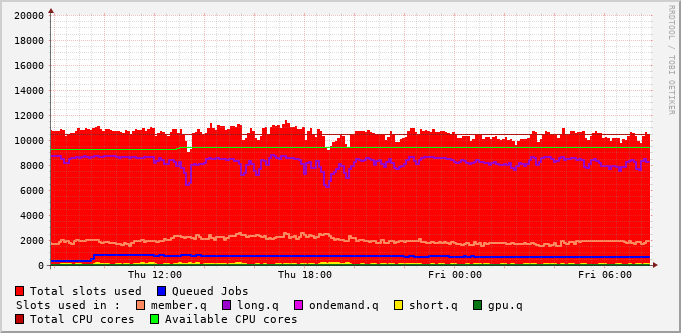 20000
18000
16000
14000
12000
10000
8000
6000
4000
2000
0
Thu 12:00 Thu 18:00 Fri 00:00 Fri 06:00
RRDTOOL / TOBI OETIKER
Total slots used Queued Jobs
Slots used in : member.q long.q ondemand.q short.q gpu.q
Total CPU cores Available CPU cores